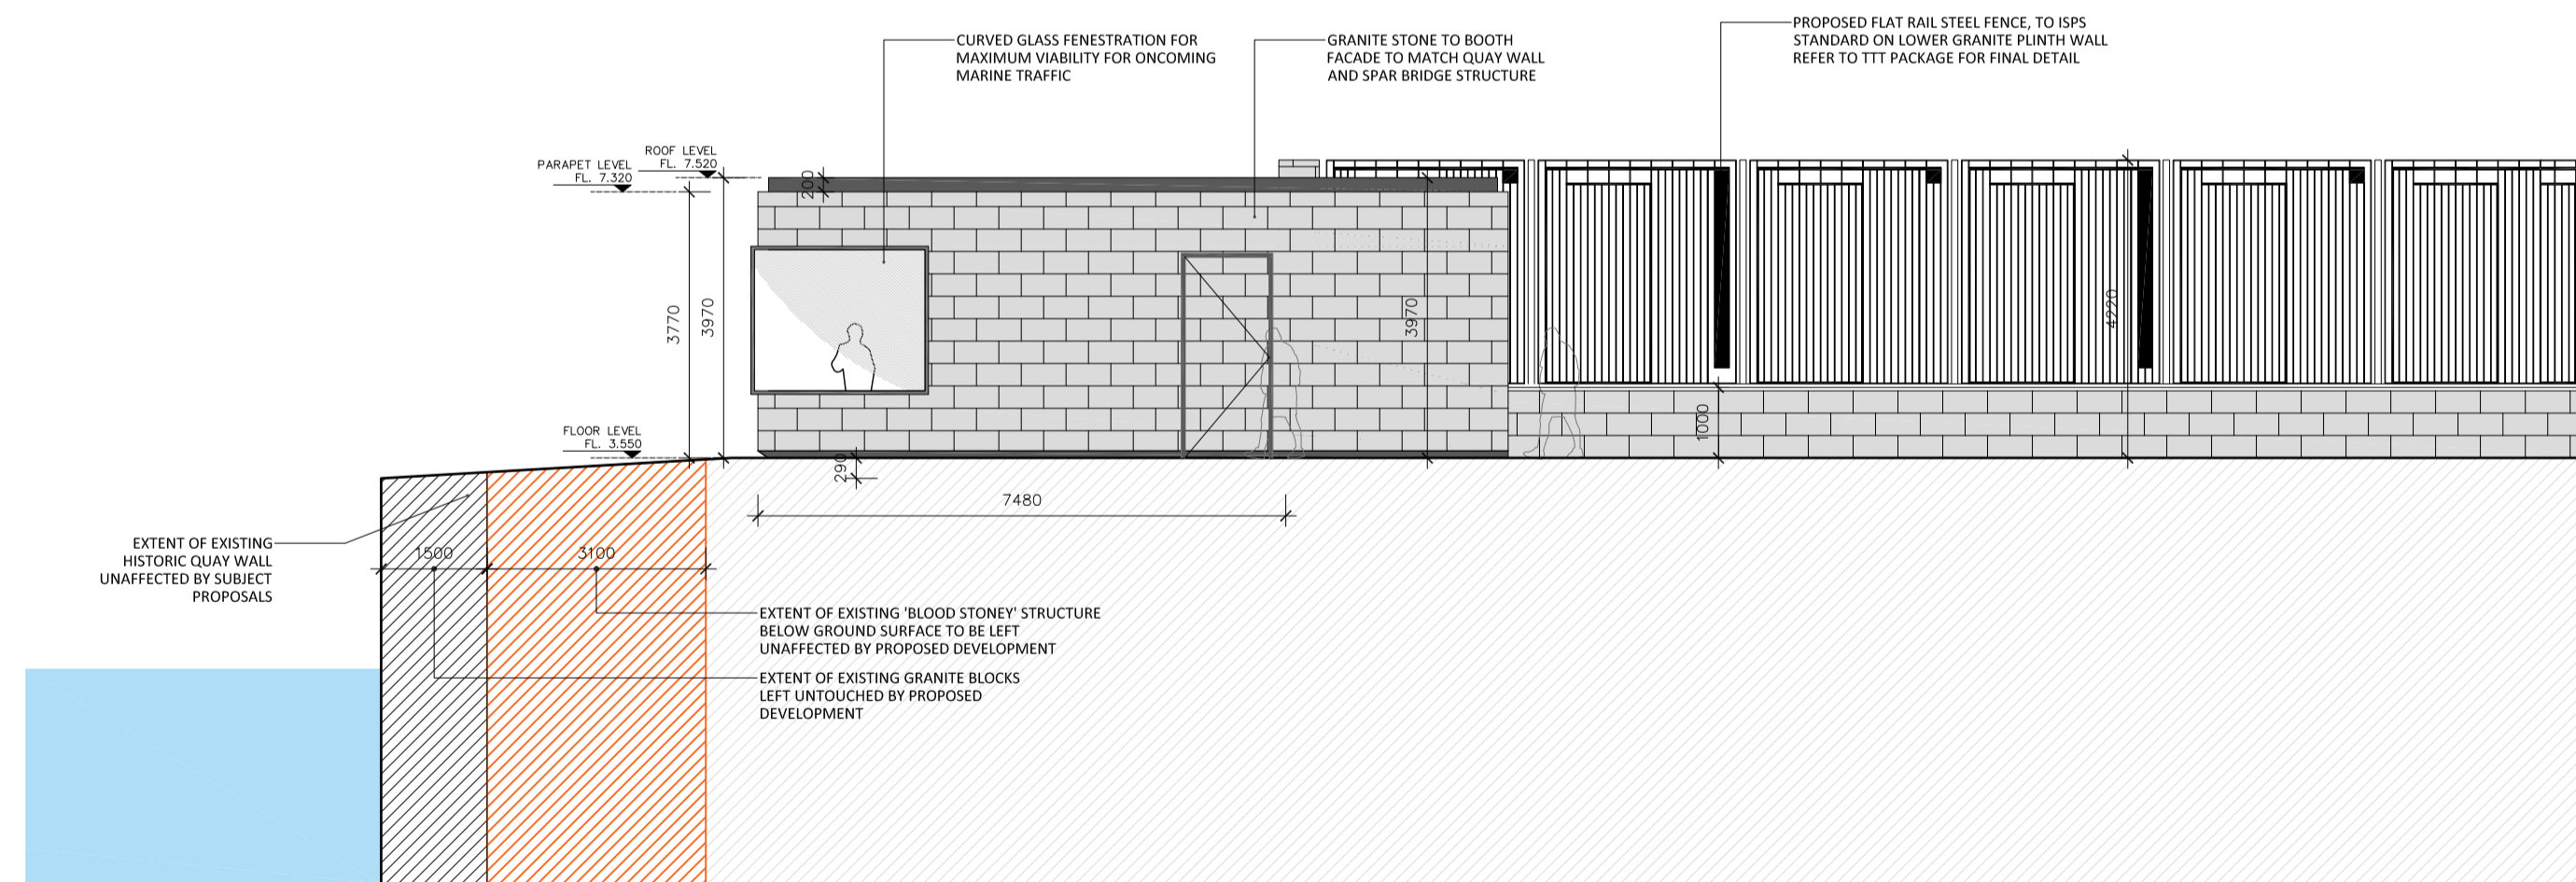 CURVED GLASS FENESTRATION FOR
MAXIMUM VIABILITY FOR ONCOMING
MARINE TRAFFIC
GRANITE STONE TO BOOTH
FACADE TO MATCH QUAY WALL
AND SPAR BRIDGE STRUCTURE
PROPOSED FLAT RAIL STEEL FENCE, TO ISPS
STANDARD ON LOWER GRANITE PLINTH WALL
REFER TO TTT PACKAGE FOR FINAL DETAIL
ROOF LEVEL
FL. 7.520
PARAPET LEVEL
FL. 7.320
200
3770
3970
3970
4220
1000
FLOOR LEVEL
FL. 3.550
290
7480
EXTENT OF EXISTING
HISTORIC QUAY WALL
UNAFFECTED BY SUBJECT
PROPOSALS
1500
3100
EXTENT OF EXISTING 'BLOOD STONEY' STRUCTURE
BELOW GROUND SURFACE TO BE LEFT
UNAFFECTED BY PROPOSED DEVELOPMENT
EXTENT OF EXISTING GRANITE BLOCKS
LEFT UNTOUCHED BY PROPOSED
DEVELOPMENT